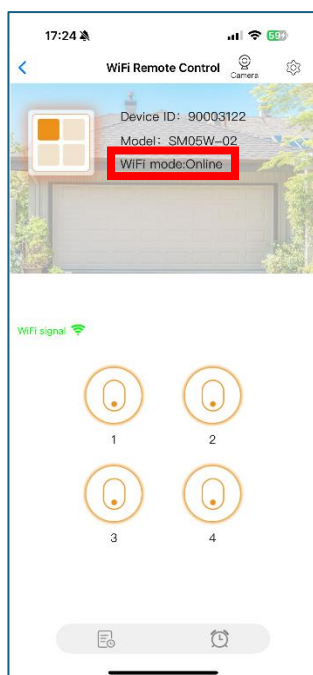 17:24
59
WiFi Remote Control
Camera
Device ID: 90003122
Model: SM05W-02
WiFi mode:Online
WiFi signal
1
2
3
4